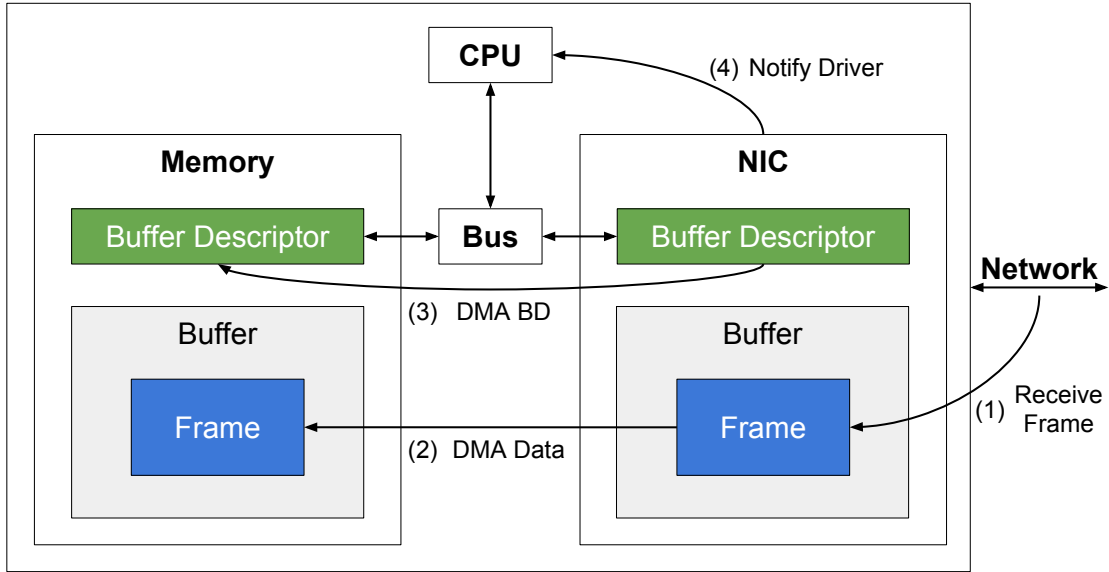 CPU
(4) Notify Driver
Memory
NIC
Buffer Descriptor
Bus
Buffer Descriptor
Network
(3) DMA BD
Buffer
Buffer
Frame
Frame
(1) Receive
Frame
(2) DMA Data